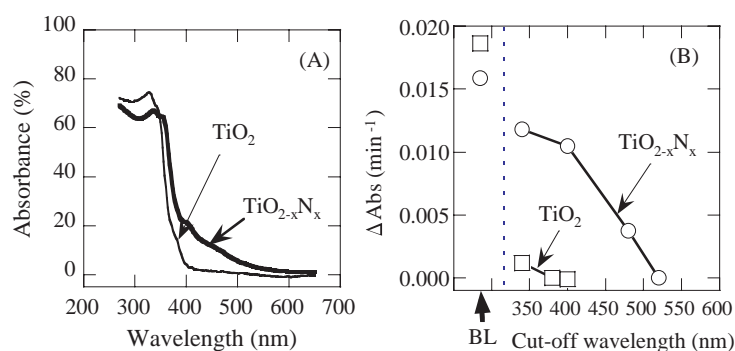 100
80
60
40
20
0
Absorbance (%)
200 300 400 500 600 700
Wavelength (nm)
(A)
TiO2
TiO2-xNx
0.020
0.015
0.010
0.005
0.000
ΔAbs (min-1)
350 400 450 500 550 600
BL
Cut-off wavelength (nm)
(B)
TiO2-xNx
TiO2